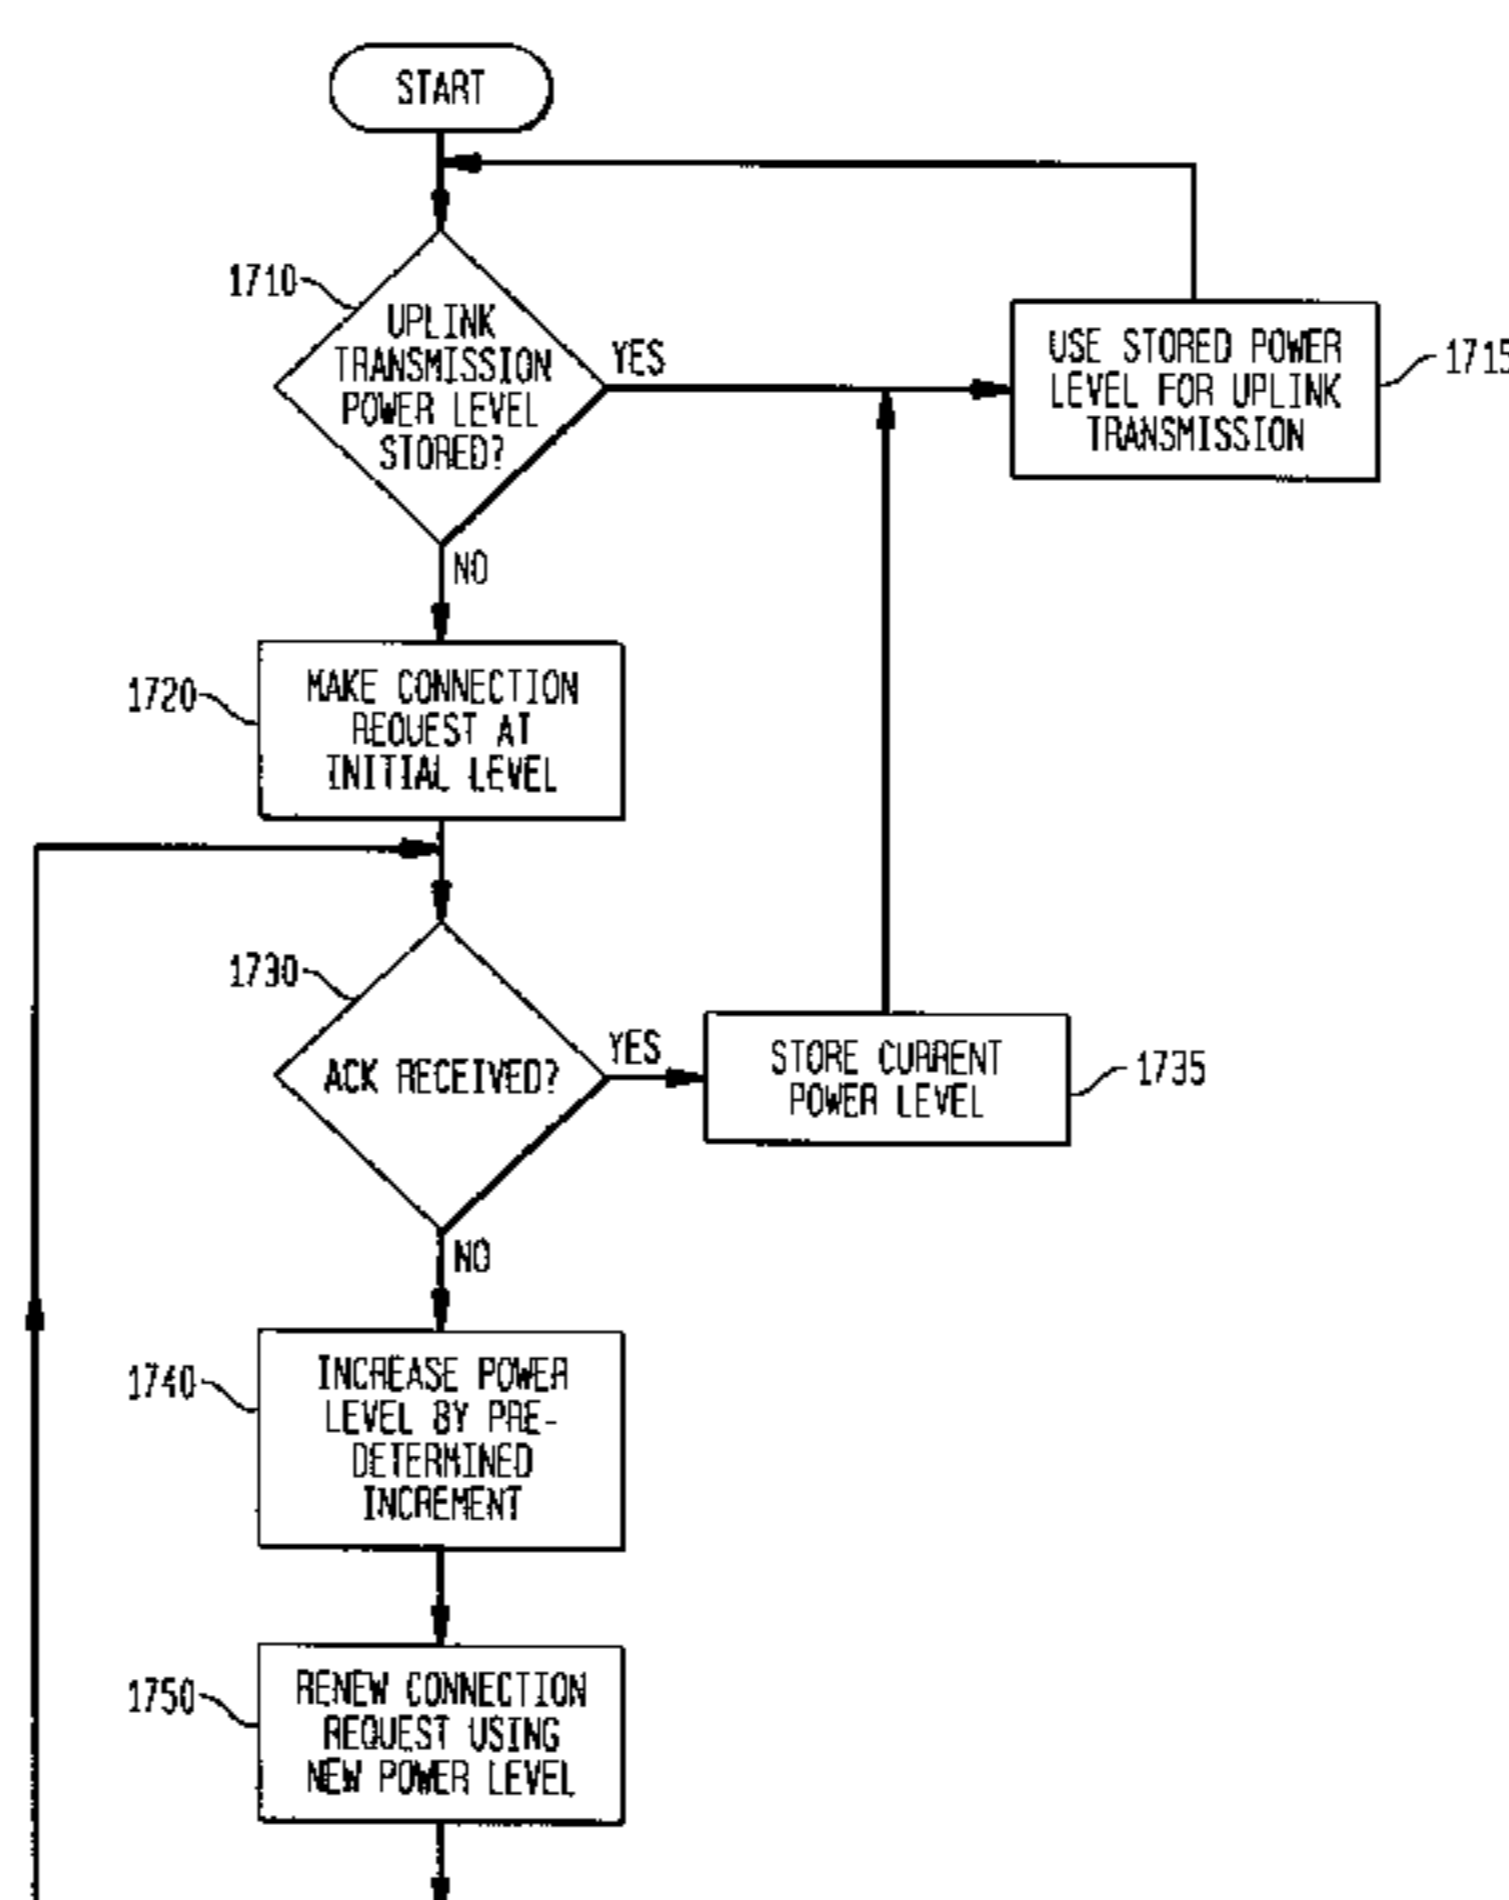 START
1710
UPLINK
TRANSMISSION
POWER LEVEL
STORED?
YES
USE STORED POWER
LEVEL FOR UPLINK
TRANSMISSION
1715
NO
1720
MAKE CONNECTION
REQUEST AT
INITIAL LEVEL
1730
ACK RECEIVED?
YES
STORE CURRENT
POWER LEVEL
1735
NO
1740
INCREASE POWER
LEVEL BY PRE-
DETERMINED
INCREMENT
1750
RENEW CONNECTION
REQUEST USING
NEW POWER LEVEL